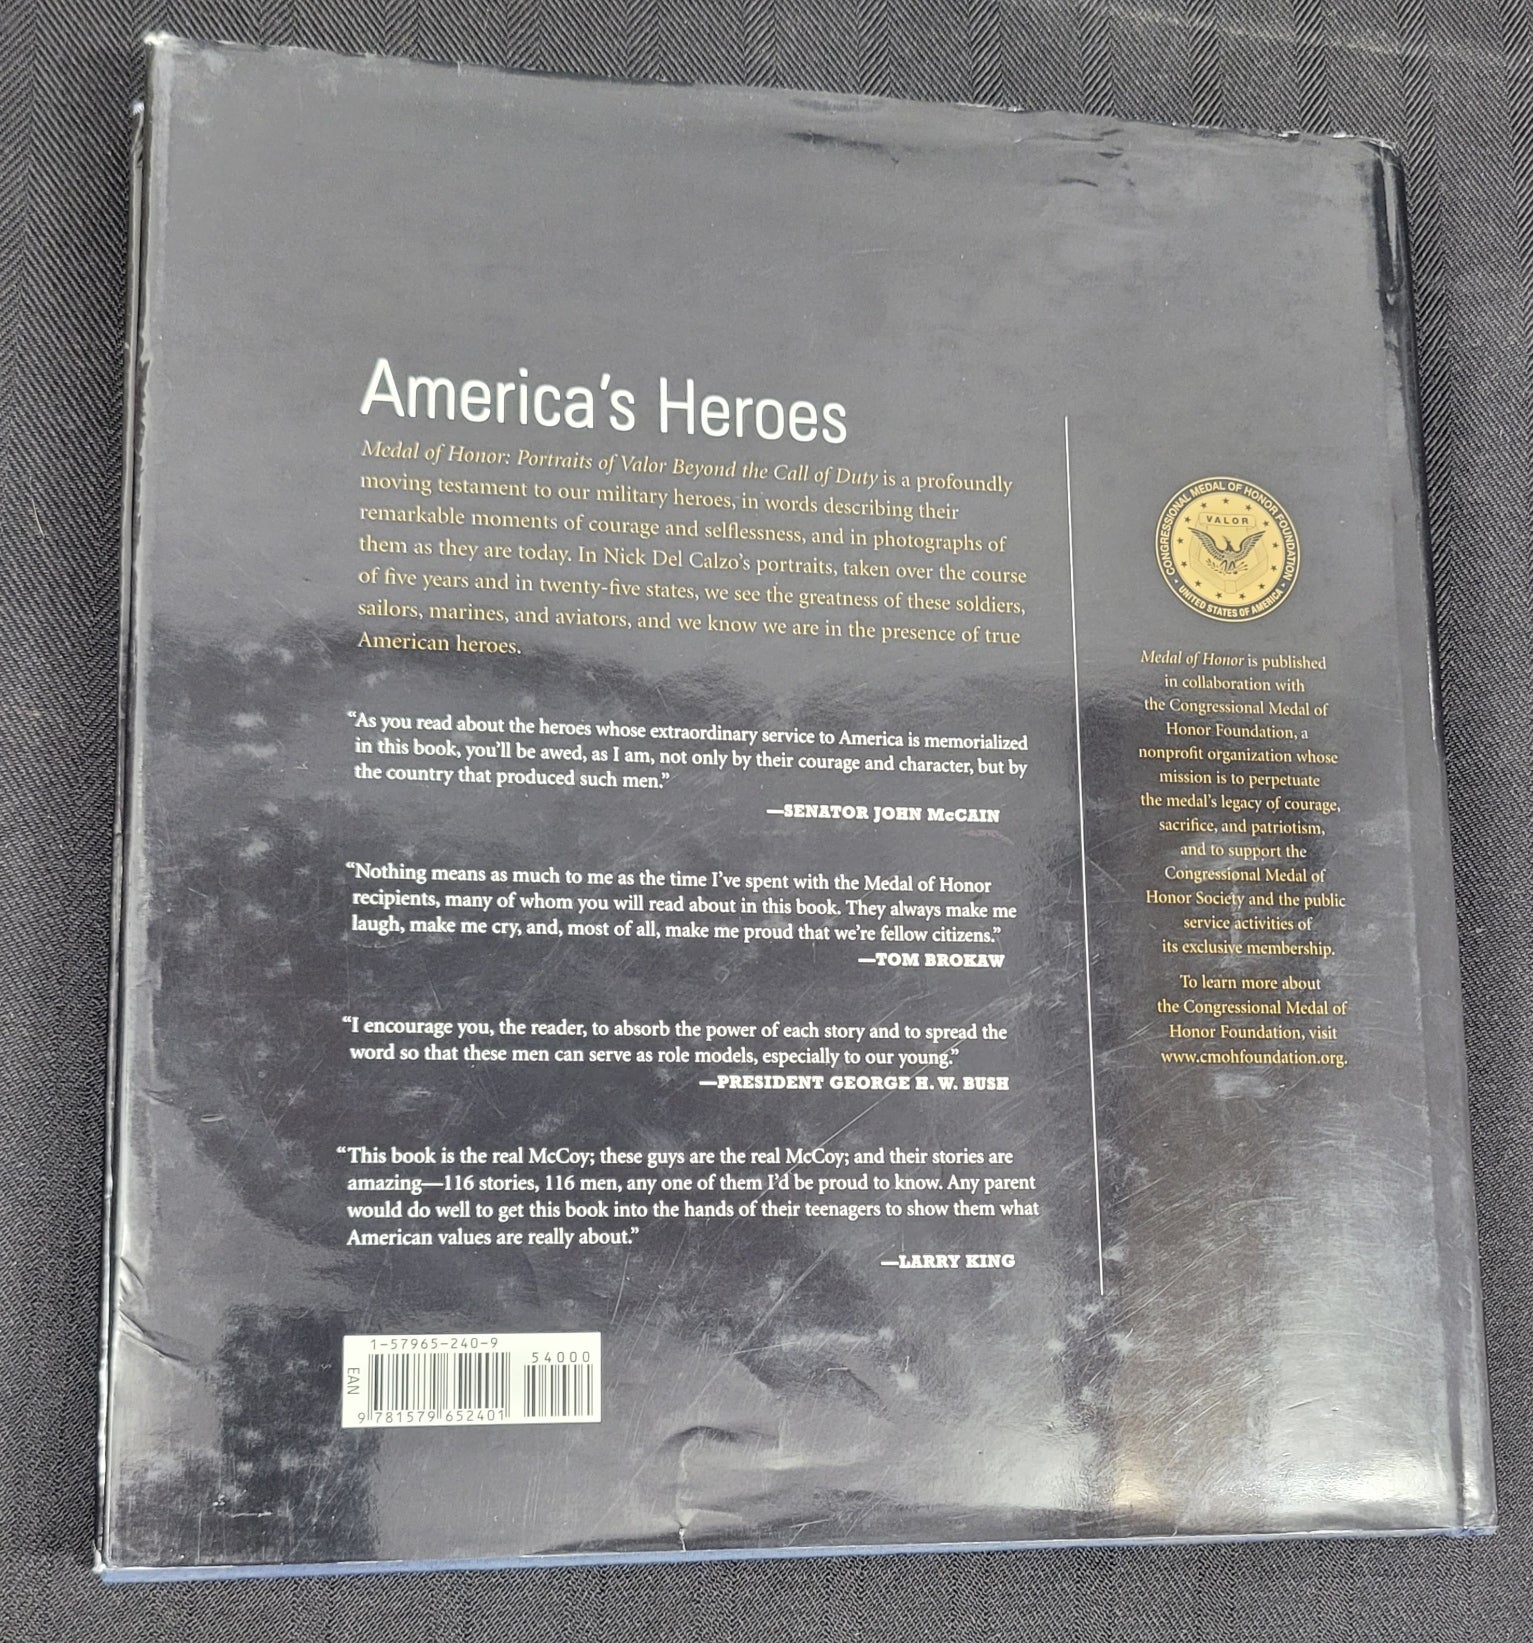 America’s Heroes
Medal of Honor: Portraits of Valor Beyond the Call of Duty is a profoundly
moving testament to our military heroes, in words describing their
remarkable moments of courage and selflessness, and in photographs of
them as they are today. In Nick Del Calzo’s portraits, taken over the course
of five years and in twenty-five states, we see the greatness of these soldiers,
sailors, marines, and aviators, and we know we are in the presence of true
American heroes.
“As you read about the heroes whose extraordinary service to America is memorialized
in this book, you’ll be awed, as I am, not only by their courage and character, but by
the country that produced such men.”
—SENATOR JOHN McCAIN
“Nothing means as much to me as the time I’ve spent with the Medal of Honor
recipients, many of whom you will read about in this book. They always make me
laugh, make me cry, and, most of all, make me proud that we’re fellow citizens.”
—TOM BROKAW
“I encourage you, the reader, to absorb the power of each story and to spread the
word so that these men can serve as role models, especially to our young.”
—PRESIDENT GEORGE H. W. BUSH
“This book is the real McCoy; these guys are the real McCoy; and their stories are
amazing—116 stories, 116 men, any one of them I’d be proud to know. Any parent
would do well to get this book into the hands of their teenagers to show them what
American values are really about.”
—LARRY KING
1-57965-240-9
54000
EAN
9 781579 652401
CONGRESSIONAL MEDAL OF HONOR FOUNDATION
VALOR
UNITED STATES OF AMERICA
Medal of Honor is published
in collaboration with
the Congressional Medal of
Honor Foundation, a
nonprofit organization whose
mission is to perpetuate
the medal’s legacy of courage,
sacrifice, and patriotism,
and to support the
Congressional Medal of
Honor Society and the public
service activities of
its exclusive membership.
To learn more about
the Congressional Medal of
Honor Foundation, visit
www.cmohfoundation.org.